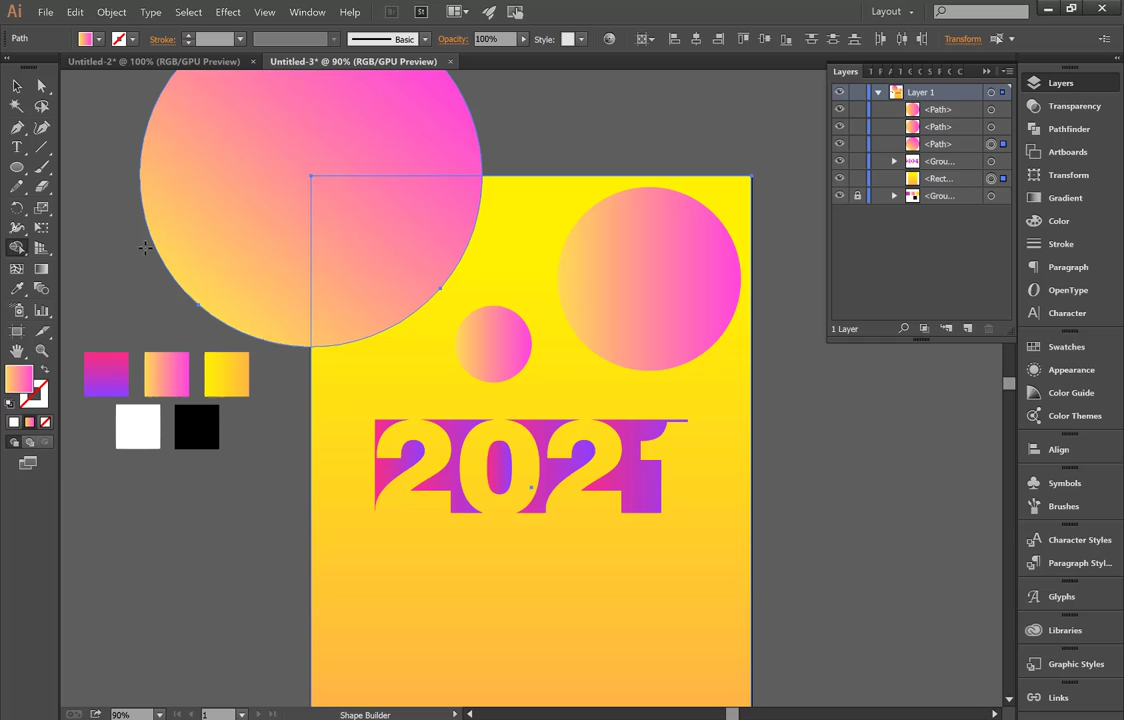 Ai File Edit Object Type Select Effect View Window Help Br St Layout
Path Stroke: Basic Opacity: 100% Style: Transform
Untitled-2* @ 100% (RGB/GPU Preview) × Untitled-3* @ 90% (RGB/GPU Preview) ×
Layers T F A T C G S F C C
Layer 1
<Path>
<Path>
<Path>
<Grou...
<Rect...
<Grou...
1 Layer
Layers
Transparency
Pathfinder
Artboards
Transform
Gradient
Color
Stroke
Paragraph
OpenType
Character
Swatches
Appearance
Color Guide
Color Themes
Align
Symbols
Brushes
Character Styles
Paragraph Styl...
Glyphs
Libraries
Graphic Styles
Links
2021
90% 1 Shape Builder